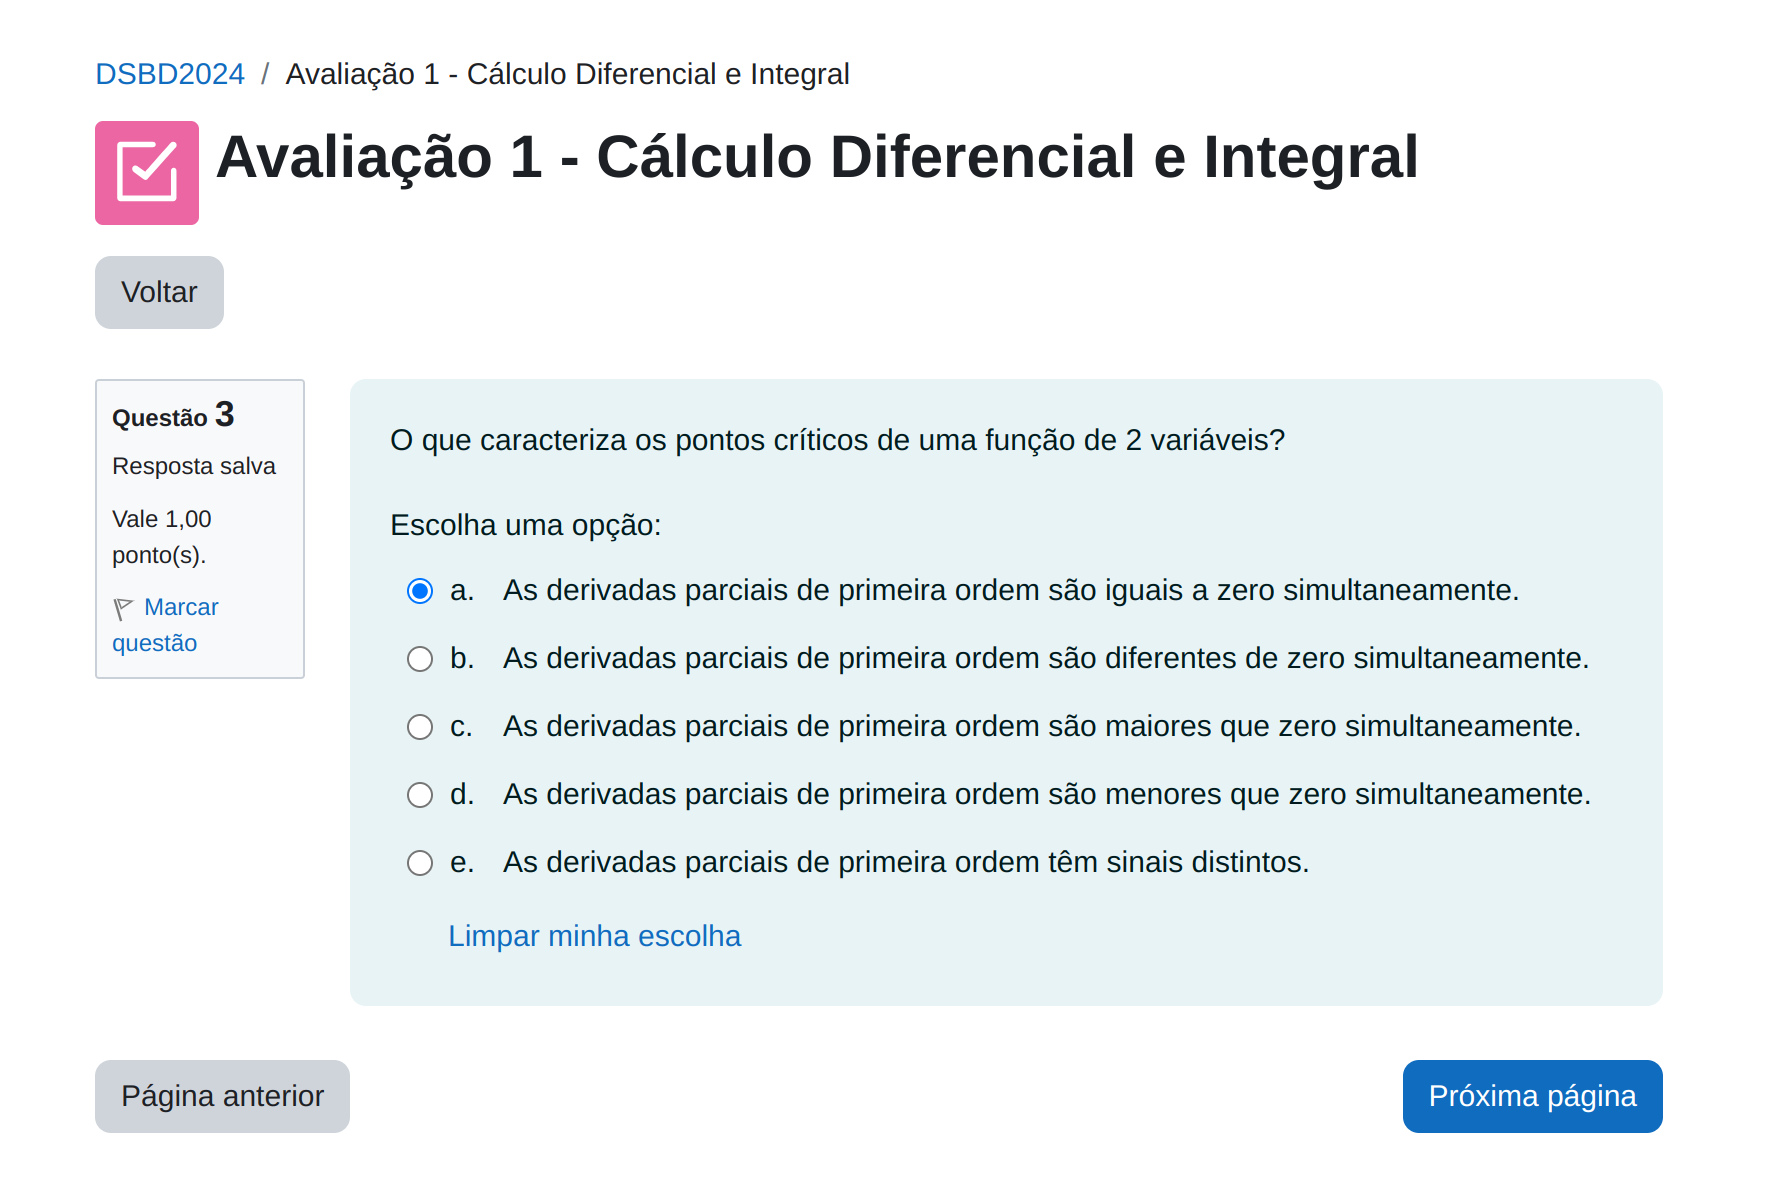 DSBD2024 / Avaliação 1 - Cálculo Diferencial e Integral
Avaliação 1 - Cálculo Diferencial e Integral
Voltar
Questão 3
Resposta salva
Vale 1,00
ponto(s).
Marcar
questão
O que caracteriza os pontos críticos de uma função de 2 variáveis?
Escolha uma opção:
a. As derivadas parciais de primeira ordem são iguais a zero simultaneamente.
b. As derivadas parciais de primeira ordem são diferentes de zero simultaneamente.
c. As derivadas parciais de primeira ordem são maiores que zero simultaneamente.
d. As derivadas parciais de primeira ordem são menores que zero simultaneamente.
e. As derivadas parciais de primeira ordem têm sinais distintos.
Limpar minha escolha
Página anterior
Próxima página